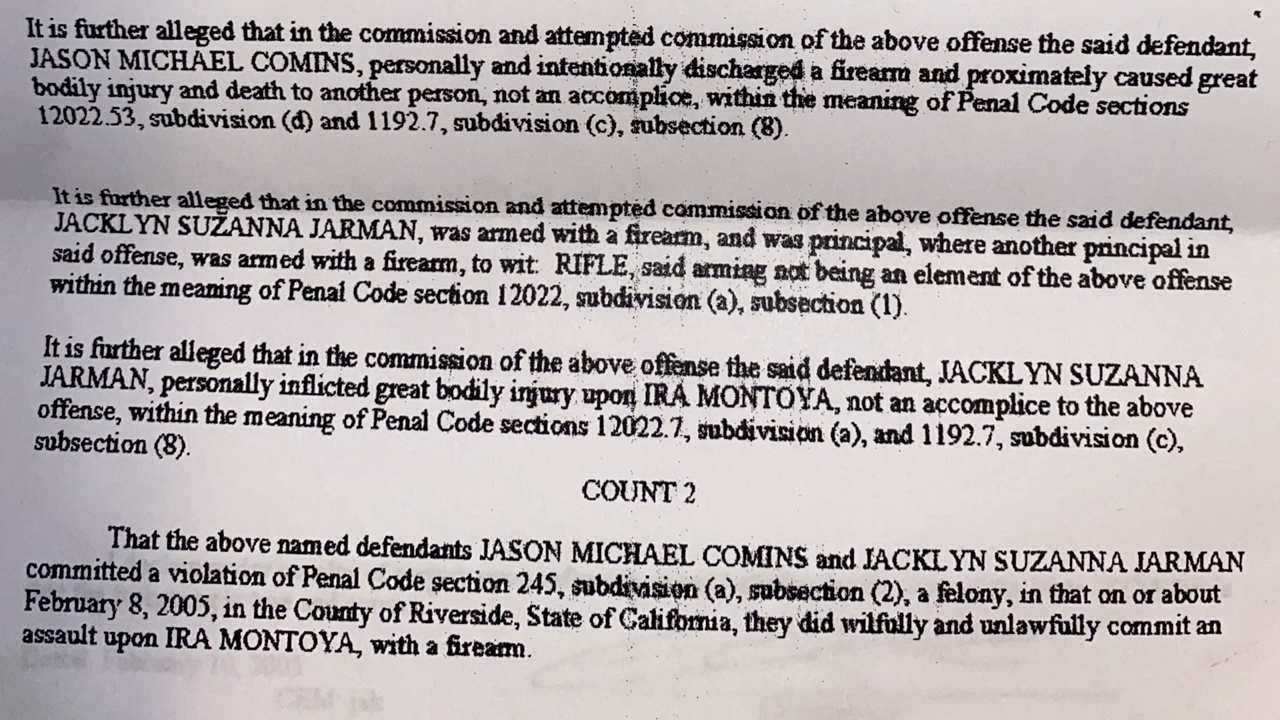 It is further alleged that in the commission and attempted commission of the above offense the said defendant,
JASON MICHAEL COMINS, personally and intentionally discharged a firearm and proximately caused great
bodily injury and death to another person, not an accomplice, within the meaning of Penal Code sections
12022.53, subdivision (d) and 1192.7, subdivision (c), subsection (8).
It is further alleged that in the commission and attempted commission of the above offense the said defendant,
JACKLYN SUZANNA JARMAN, was armed with a firearm, and was principal, where another principal in
said offense, was armed with a firearm, to wit: RIFLE, said arming not being an element of the above offense
within the meaning of Penal Code section 12022, subdivision (a), subsection (1).
It is further alleged that in the commission of the above offense the said defendant, JACKLYN SUZANNA
JARMAN, personally inflicted great bodily injury upon IRA MONTOYA, not an accomplice to the above
offense, within the meaning of Penal Code sections 12022.7, subdivision (a), and 1192.7, subdivision (c),
subsection (8).
COUNT 2
That the above named defendants JASON MICHAEL COMINS and JACKLYN SUZANNA JARMAN
committed a violation of Penal Code section 245, subdivision (a), subsection (2), a felony, in that on or about
February 8, 2005, in the County of Riverside, State of California, they did wilfully and unlawfully commit an
assault upon IRA MONTOYA, with a firearm.